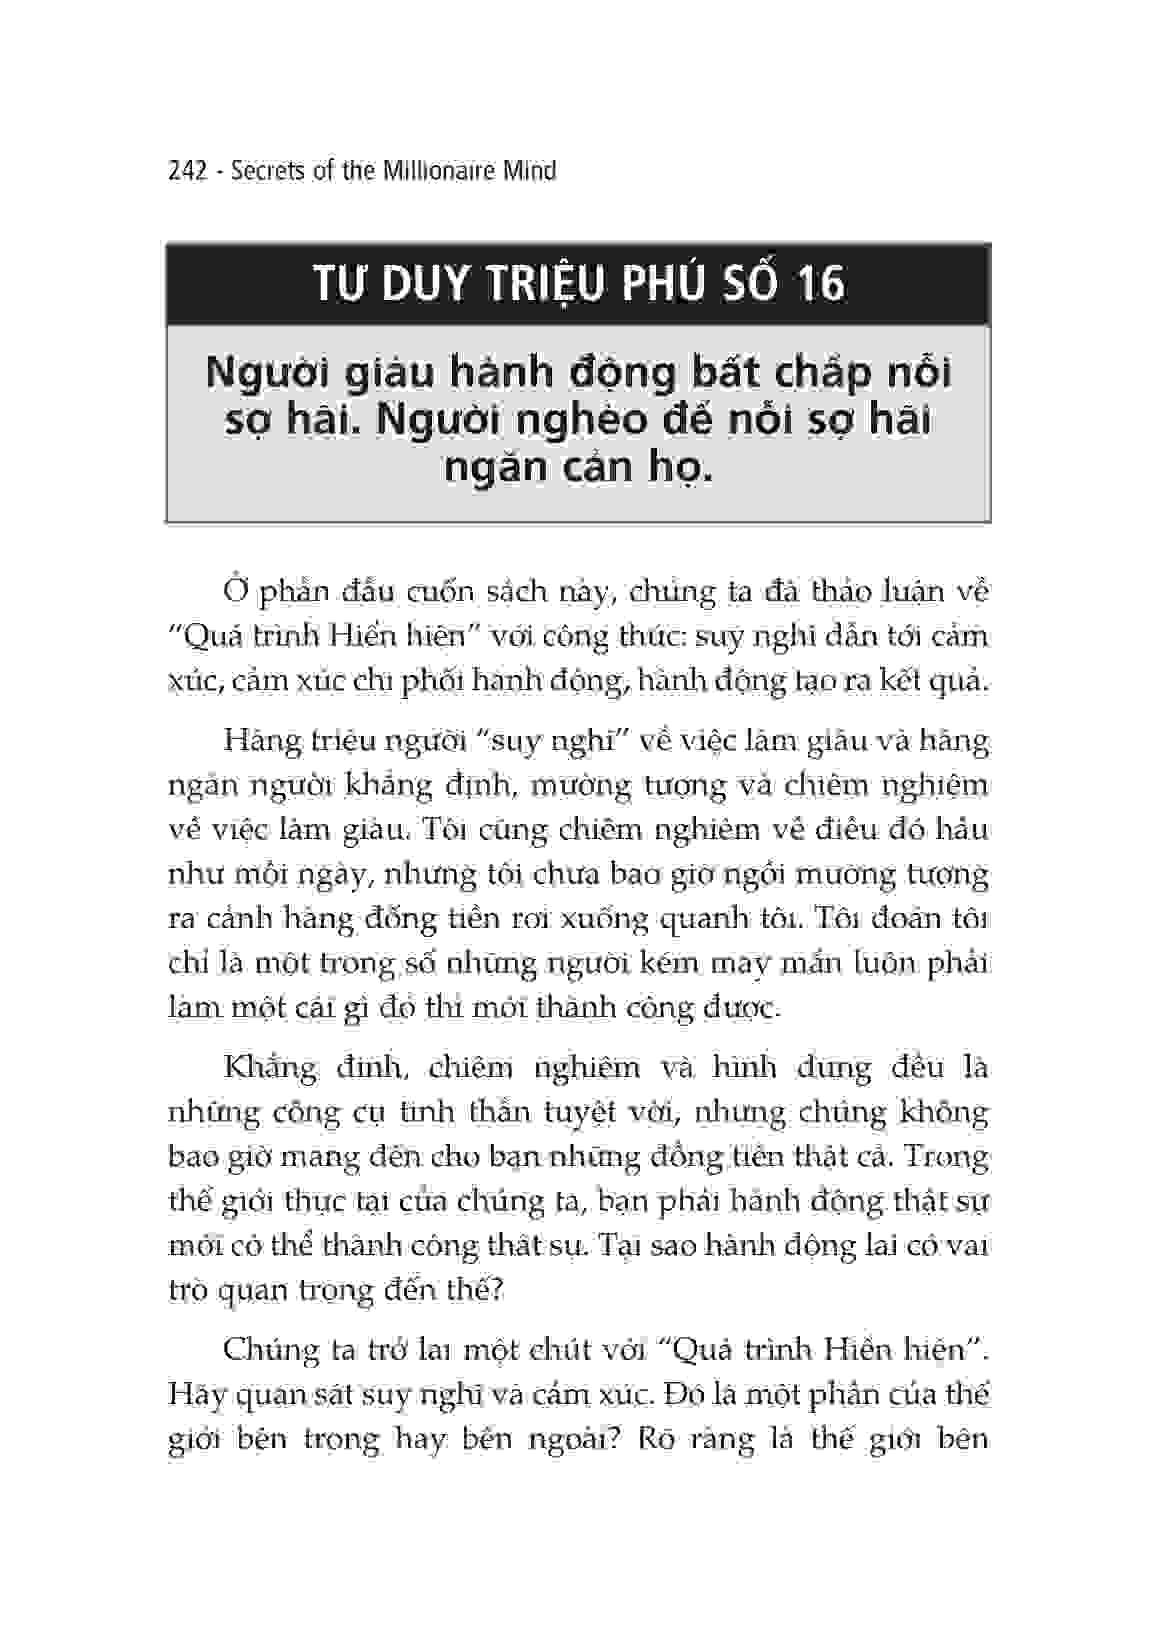 242 - Secrets of the Millionaire Mind
TƯ DUY TRIỆU PHÚ SỐ 16
Người giàu hành động bất chấp nỗi
sợ hãi. Người nghèo để nỗi sợ hãi
ngăn cản họ.
Ở phần đầu cuốn sách này, chúng ta đã thảo luận về
“Quá trình Hiển hiện” với công thức: suy nghĩ dẫn tới cảm
xúc, cảm xúc chi phối hành động, hành động tạo ra kết quả.
Hàng triệu người “suy nghĩ” về việc làm giàu và hàng
ngàn người khẳng định, mường tượng và chiêm nghiệm
về việc làm giàu. Tôi cũng chiêm nghiệm về điều đó hầu
như mỗi ngày, nhưng tôi chưa bao giờ ngồi mường tượng
ra cảnh hàng đống tiền rơi xuống quanh tôi. Tôi đoán tôi
chỉ là một trong số những người kém may mắn luôn phải
làm một cái gì đó thì mới thành công được.
Khẳng định, chiêm nghiệm và hình dung đều là
những công cụ tinh thần tuyệt vời, nhưng chúng không
bao giờ mang đến cho bạn những đồng tiền thật cả. Trong
thế giới thực tại của chúng ta, bạn phải hành động thật sự
mới có thể thành công thật sự. Tại sao hành động lại có vai
trò quan trọng đến thế?
Chúng ta trở lại một chút với “Quá trình Hiển hiện”.
Hãy quan sát suy nghĩ và cảm xúc. Đó là một phần của thế
giới bên trong hay bên ngoài? Rõ ràng là thế giới bên